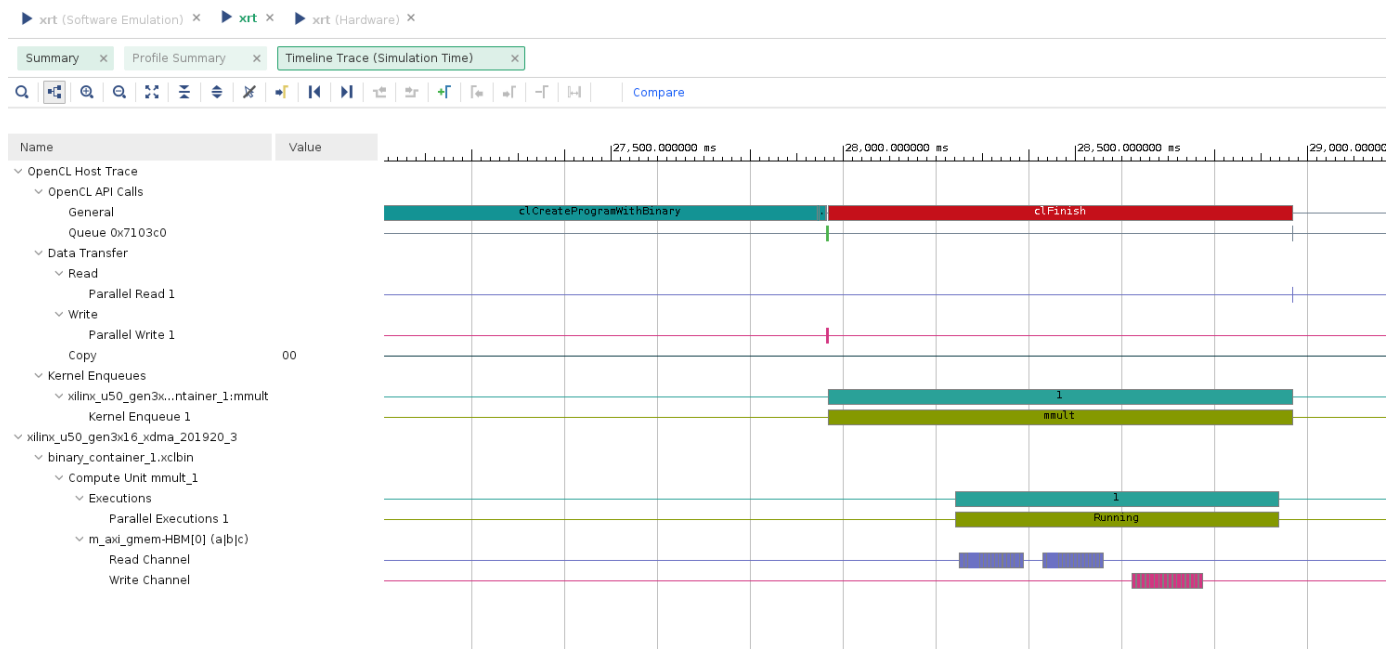 xrt (Software Emulation) × xrt × xrt (Hardware) ×
Summary × Profile Summary × Timeline Trace (Simulation Time) ×
Compare
Name Value 27,500.000000 ms 28,000.000000 ms 28,500.000000 ms 29,000.0000
OpenCL Host Trace
OpenCL API Calls
General clCreateProgramWithBinary clFinish
Queue 0x7103c0
Data Transfer
Read
Parallel Read 1
Write
Parallel Write 1
Copy 00
Kernel Enqueues
xilinx_u50_gen3x...ntainer_1:mmult 1
Kernel Enqueue 1 mmult
xilinx_u50_gen3x16_xdma_201920_3
binary_container_1.xclbin
Compute Unit mmult_1
Executions 1
Parallel Executions 1 Running
m_axi_gmem-HBM[0] (a|b|c)
Read Channel
Write Channel